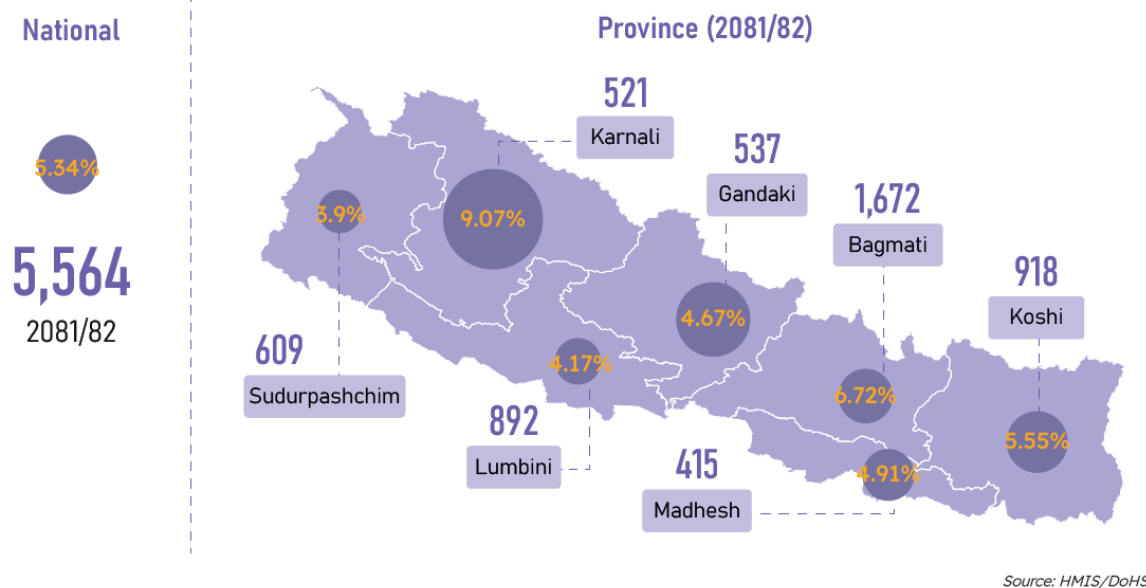 National
Province (2081/82)
5.34%
5,564
2081/82
521
Karnali
9.07%
537
Gandaki
4.67%
1,672
Bagmati
6.72%
918
Koshi
5.55%
3.9%
609
Sudurpashchim
4.17%
892
Lumbini
415
Madhesh
4.91%
Source: HMIS/DoHS